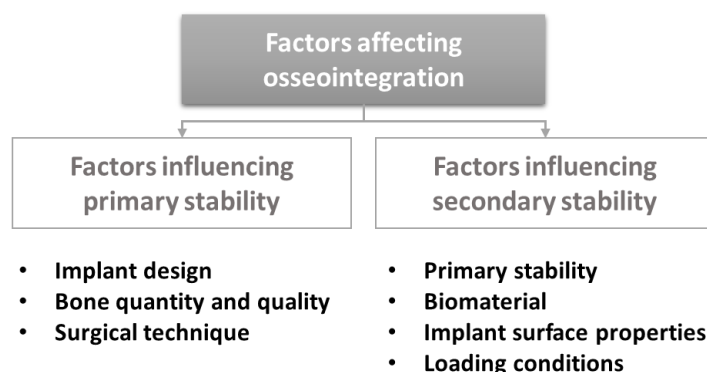 Factors affecting
osseointegration
Factors influencing
primary stability
Factors influencing
secondary stability
• Implant design
• Bone quantity and quality
• Surgical technique
• Primary stability
• Biomaterial
• Implant surface properties
• Loading conditions